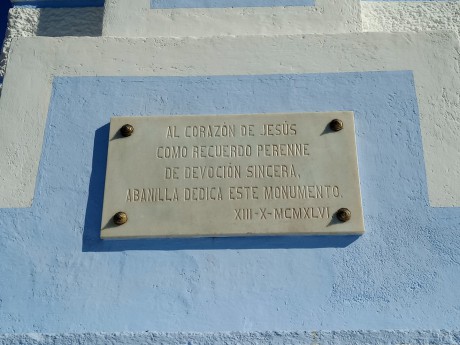 AL CORAZÓN DE JESÚS
COMO RECUERDO PERENNE
DE DEVOCIÓN SINCERA,
ABANILLA DEDICA ESTE MONUMENTO.
XIII-X-MCMXLVI